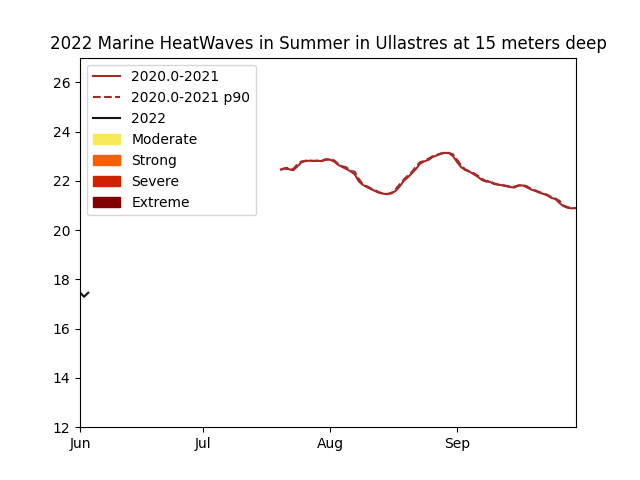 2022 Marine HeatWaves in Summer in Ullastres at 15 meters deep
2020.0-2021
2020.0-2021 p90
2022
Moderate
Strong
Severe
Extreme
26
24
22
20
18
16
14
12
Jun
Jul
Aug
Sep